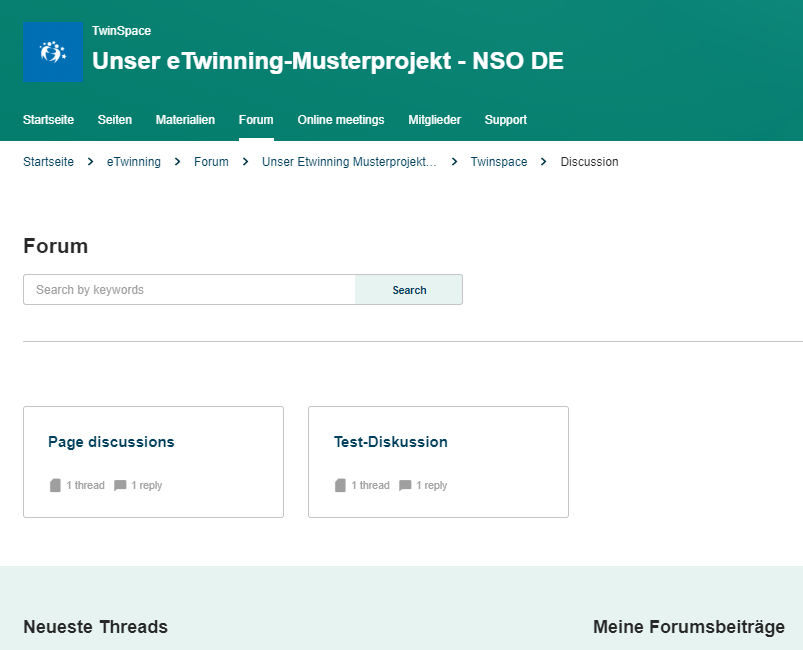 TwinSpace
Unser eTwinning-Musterprojekt - NSO DE
Startseite Seiten Materialien Forum Online meetings Mitglieder Support
Startseite > eTwinning > Forum > Unser Etwinning Musterprojekt... > Twinspace > Discussion
Forum
Search by keywords Search
Page discussions
1 thread 1 reply
Test-Diskussion
1 thread 1 reply
Neueste Threads
Meine Forumsbeiträge